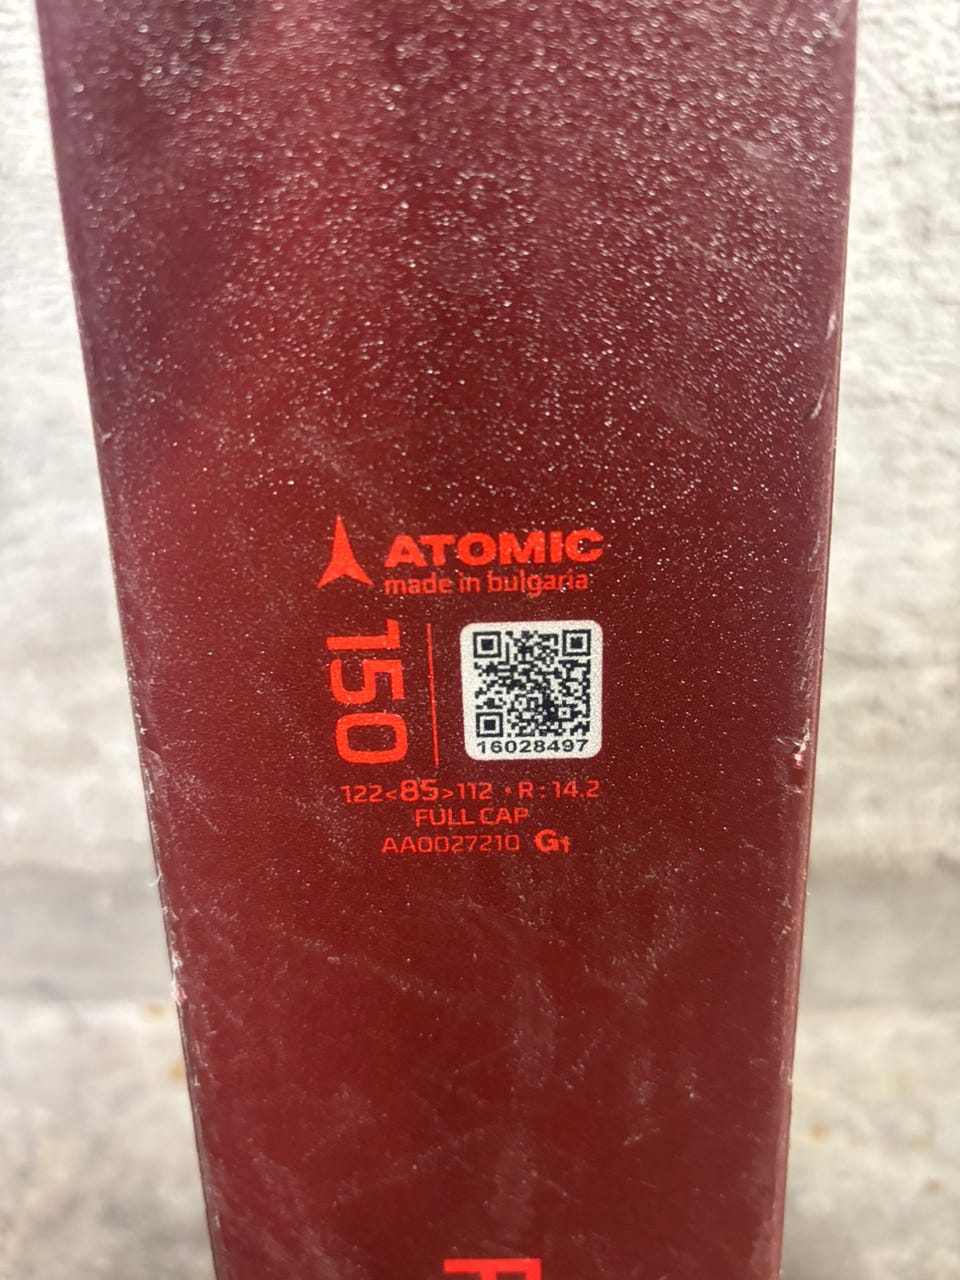 ATOMIC
made in bulgaria
150
16028497
122<85>112 · R : 14.2
FULL CAP
AA0027210 G1